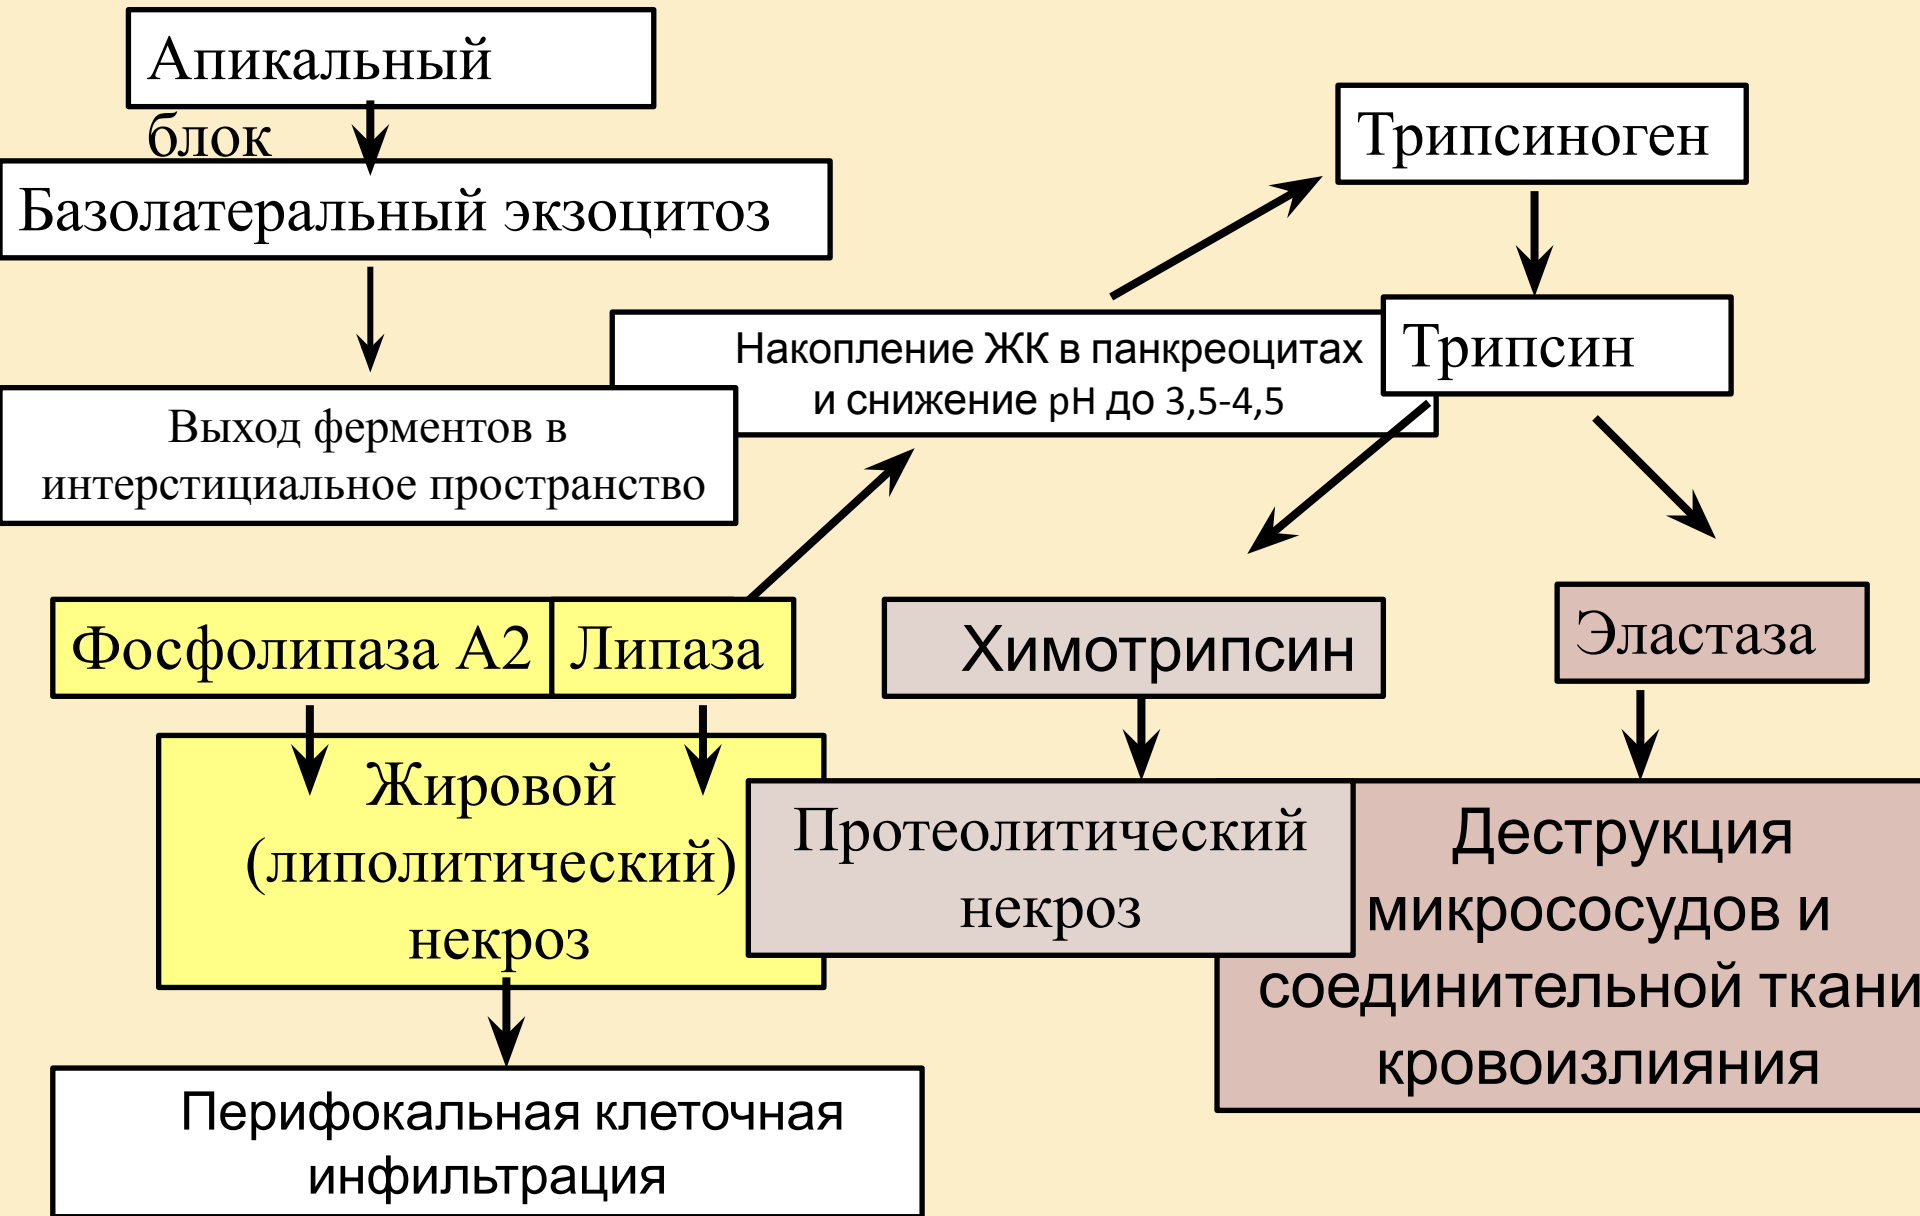 Апикальный
блок
Базолатеральный экзоцитоз
Выход ферментов в
интерстициальное пространство
Накопление ЖК в панкреоцитах
и снижение pH до 3,5-4,5
Трипсиноген
Трипсин
Фосфолипаза А2
Липаза
Химотрипсин
Эластаза
Жировой
(липолитический)
некроз
Протеолитический
некроз
Деструкция
микрососудов и
соединительной ткани
кровоизлияния
Перифокальная клеточная
инфильтрация